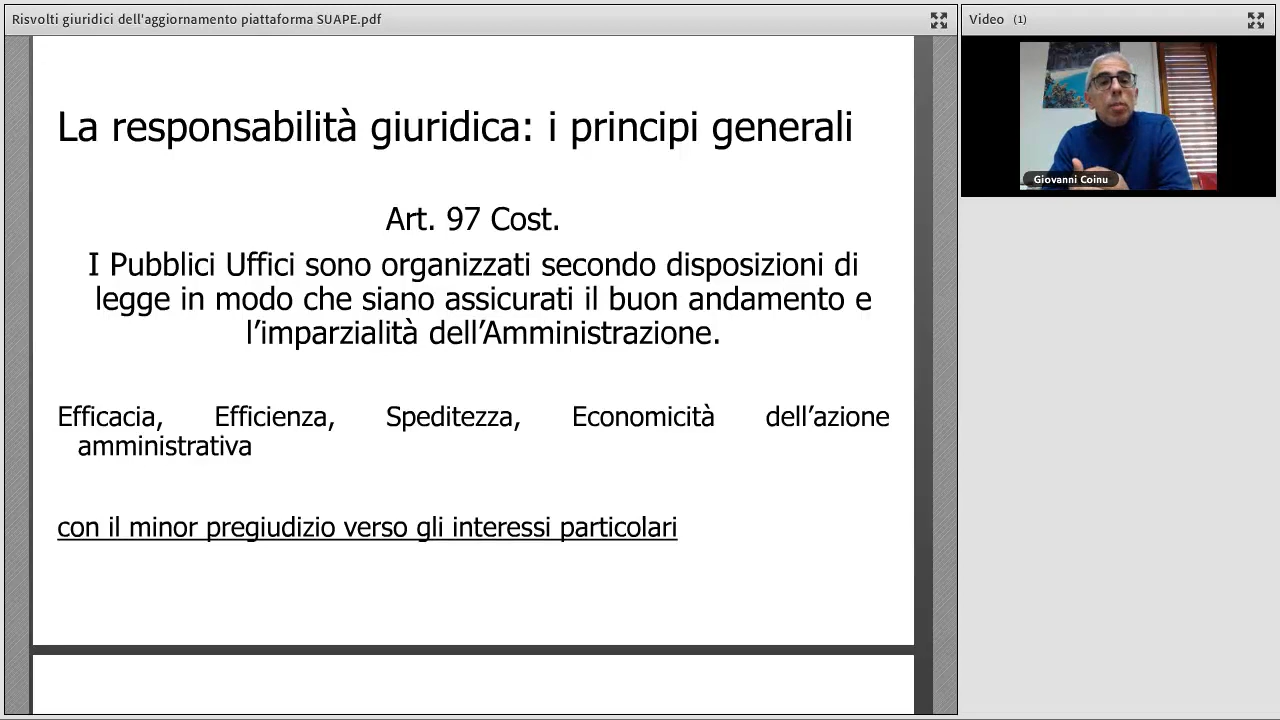 Risvolti giuridici dell'aggiornamento piattaforma SUAPE.pdf
Video (1)
Giovanni Coinu
La responsabilità giuridica: i principi generali
Art. 97 Cost.
I Pubblici Uffici sono organizzati secondo disposizioni di
legge in modo che siano assicurati il buon andamento e
l’imparzialità dell’Amministrazione.
Efficacia, Efficienza, Speditezza, Economicità dell’azione
amministrativa
con il minor pregiudizio verso gli interessi particolari